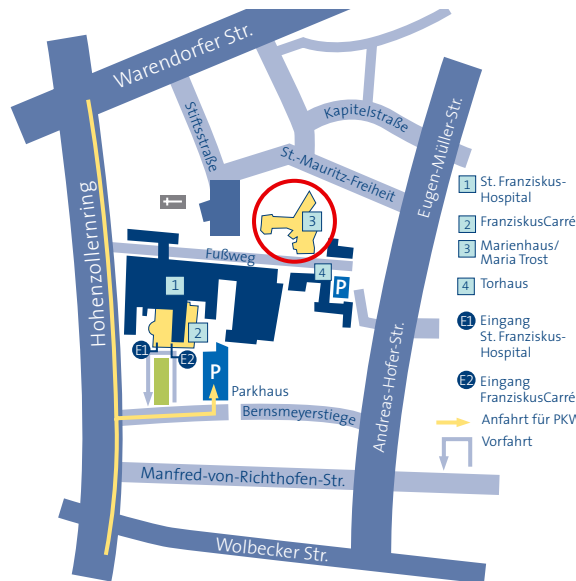 Warendorfer Str.
Stiftsstraße
Kapitelstraße
St.-Mauritz-Freiheit
Eugen-Müller-Str.
Hohenzollernring
3
Fußweg
4
P
1
2
E1
E2
P
Parkhaus
Bernsmeyerstiege
Andreas-Hofer-Str.
Manfred-von-Richthofen-Str.
Wolbecker Str.
1 St. Franziskus-
Hospital
2 FranziskusCarré
3 Marienhaus/
Maria Trost
4 Torhaus
E1 Eingang
St. Franziskus-
Hospital
E2 Eingang
FranziskusCarré
Anfahrt für PKW
Vorfahrt